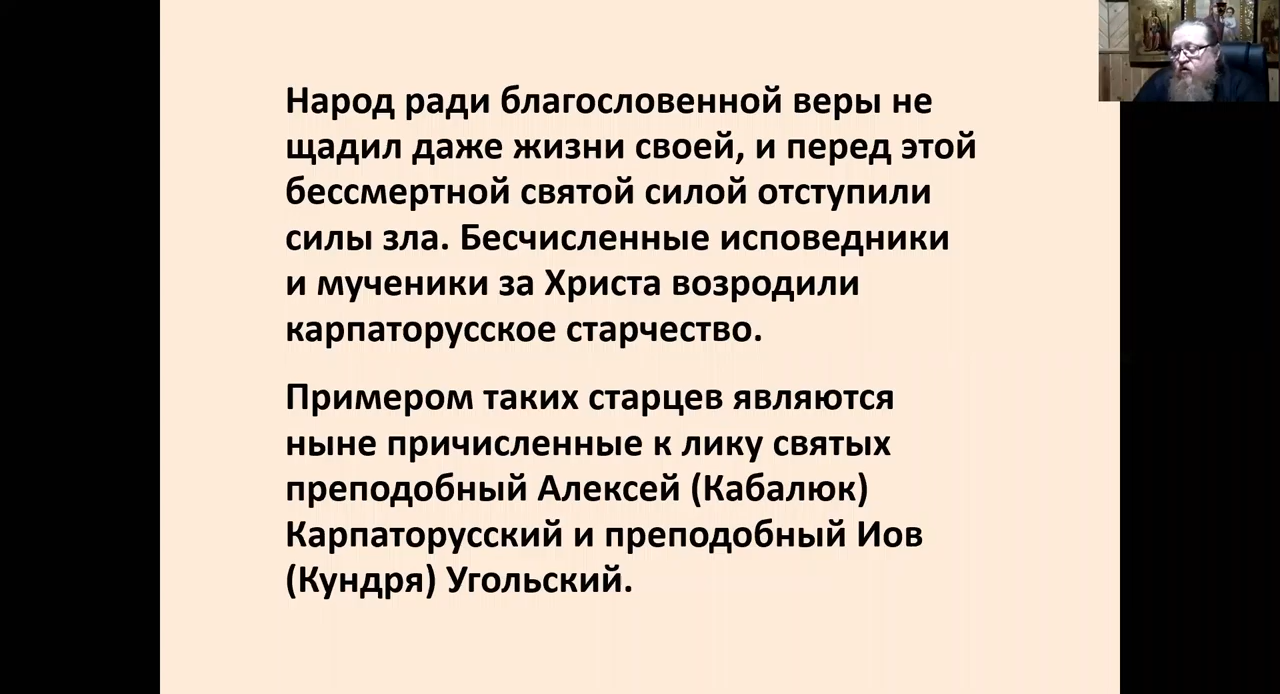 Народ ради благословенной веры не
щадил даже жизни своей, и перед этой
бессмертной святой силой отступили
силы зла. Бесчисленные исповедники
и мученики за Христа возродили
карпаторусское старчество.
Примером таких старцев являются
ныне причисленные к лику святых
преподобный Алексей (Кабалюк)
Карпаторусский и преподобный Иов
(Кундря) Угольский.